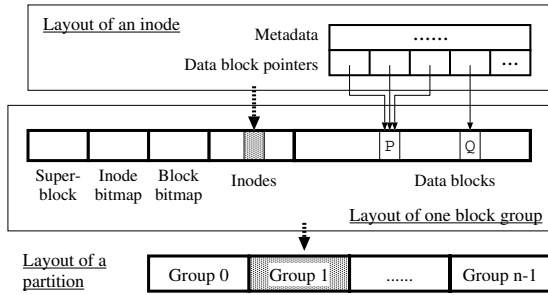 Layout of an inode
Metadata
......
Data block pointers
...
P
Q
Super-
block
Inode
bitmap
Block
bitmap
Inodes
Data blocks
Layout of one block group
Layout of a
partition
Group 0
Group 1
......
Group n-1